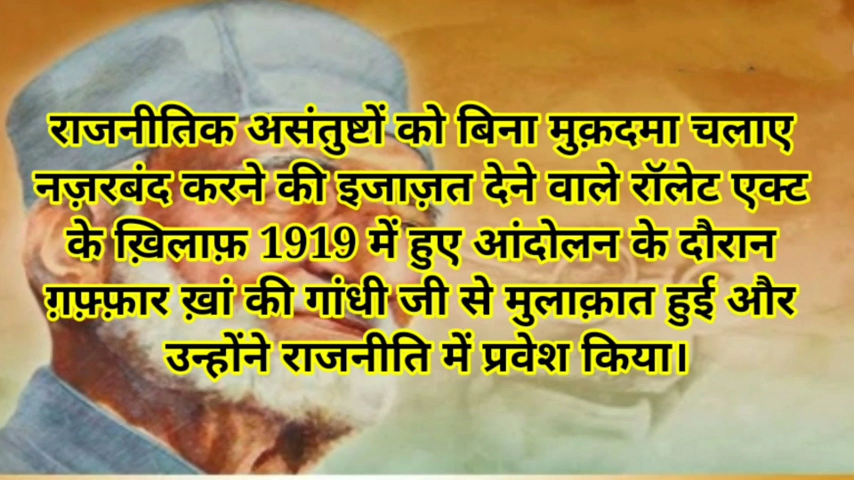 राजनीतिक असंतुष्टों को बिना मुक़दमा चलाए
नज़रबंद करने की इजाज़त देने वाले रॉलेट एक्ट
के ख़िलाफ़ 1919 में हुए आंदोलन के दौरान
ग़फ़्फ़ार ख़ां की गांधी जी से मुलाक़ात हुई और
उन्होंने राजनीति में प्रवेश किया।